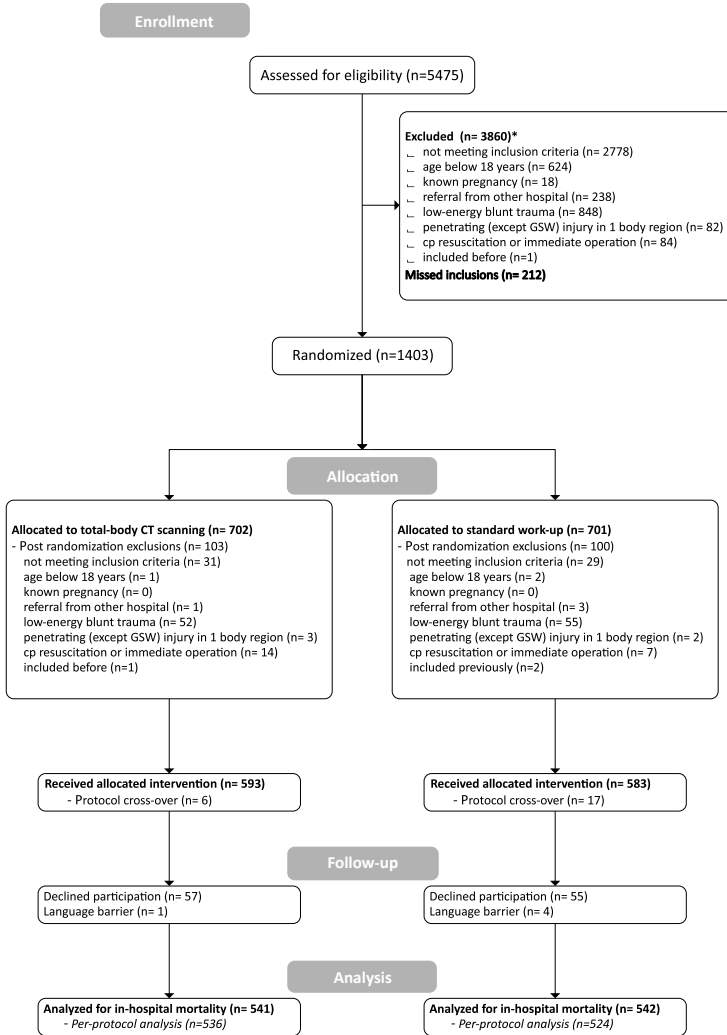 Enrollment
Assessed for eligibility (n=5475)
Excluded (n= 3860)*
not meeting inclusion criteria (n= 2778)
age below 18 years (n= 624)
known pregnancy (n= 18)
referral from other hospital (n= 238)
low-energy blunt trauma (n= 848)
penetrating (except GSW) injury in 1 body region (n= 82)
cp resuscitation or immediate operation (n= 84)
included before (n=1)
Missed inclusions (n= 212)
Randomized (n=1403)
Allocation
Allocated to total-body CT scanning (n= 702)
- Post randomization exclusions (n= 103)
not meeting inclusion criteria (n= 31)
age below 18 years (n= 1)
known pregnancy (n= 0)
referral from other hospital (n= 1)
low-energy blunt trauma (n= 52)
penetrating (except GSW) injury in 1 body region (n= 3)
cp resuscitation or immediate operation (n= 14)
included before (n=1)
Allocated to standard work-up (n= 701)
- Post randomization exclusions (n= 100)
not meeting inclusion criteria (n= 29)
age below 18 years (n= 2)
known pregnancy (n= 0)
referral from other hospital (n= 3)
low-energy blunt trauma (n= 55)
penetrating (except GSW) injury in 1 body region (n= 2)
cp resuscitation or immediate operation (n= 7)
included previously (n=2)
Received allocated intervention (n= 593)
- Protocol cross-over (n= 6)
Received allocated intervention (n= 583)
- Protocol cross-over (n= 17)
Follow-up
Declined participation (n= 57)
Language barrier (n= 1)
Declined participation (n= 55)
Language barrier (n= 4)
Analysis
Analyzed for in-hospital mortality (n= 541)
- Per-protocol analysis (n=536)
Analyzed for in-hospital mortality (n= 542)
- Per-protocol analysis (n=524)